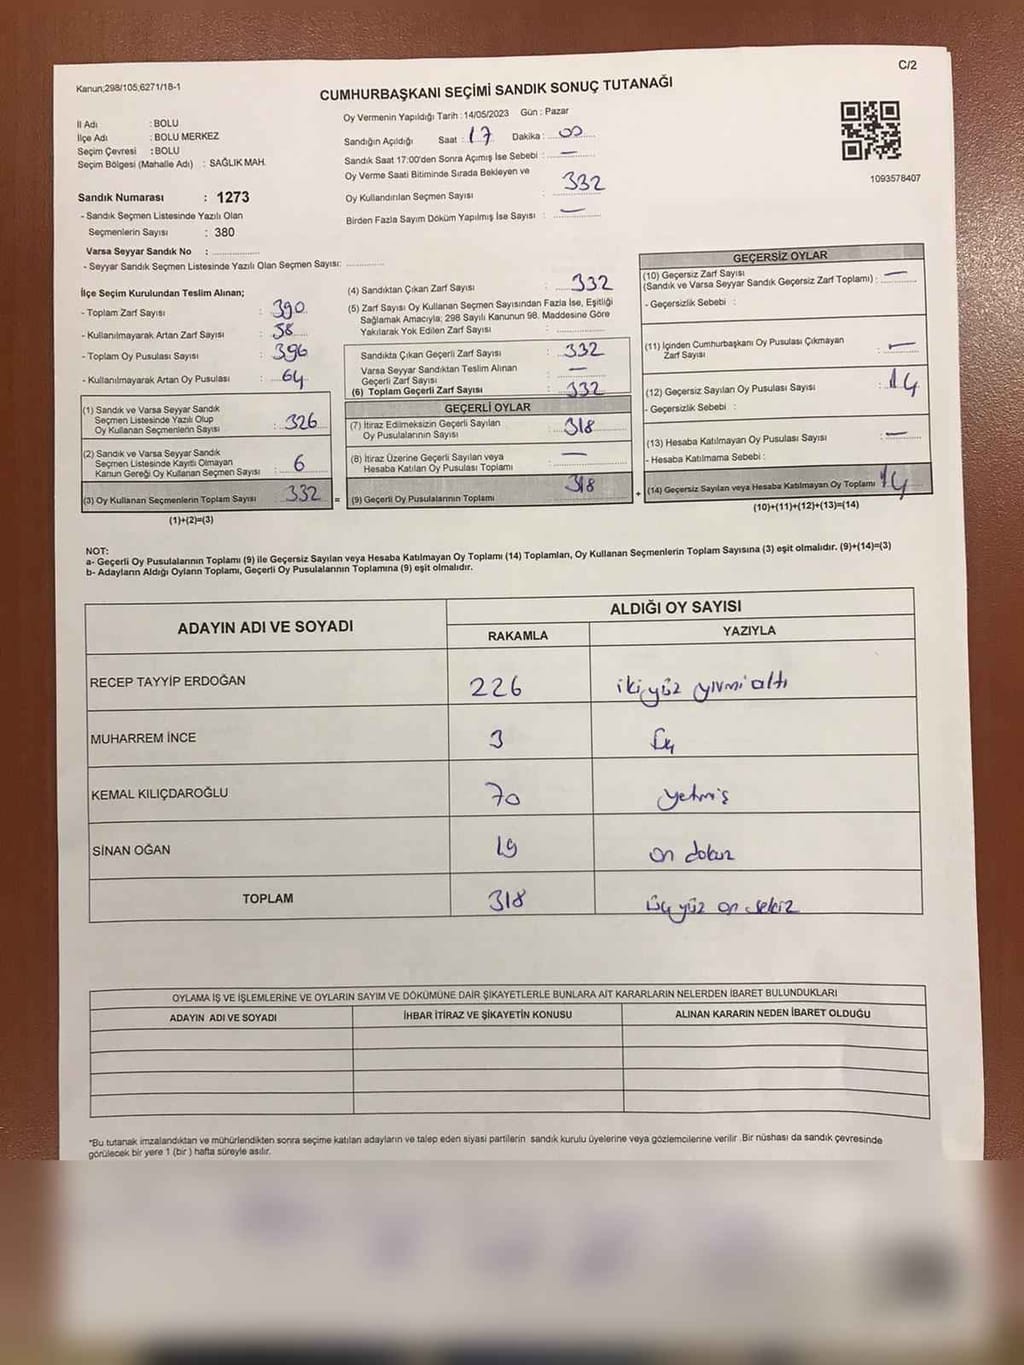 C/2
Kanun;298/105,6271/18-1
CUMHURBAŞKANI SEÇİMİ SANDIK SONUÇ TUTANAĞI
İl Adı : BOLU
İlçe Adı : BOLU MERKEZ
Seçim Çevresi : BOLU
Seçim Bölgesi (Mahalle Adı) : SAĞLIK MAH.
Sandık Numarası : 1273
- Sandık Seçmen Listesinde Yazılı Olan
Seçmenlerin Sayısı : 380
Varsa Seyyar Sandık No :
- Seyyar Sandık Seçmen Listesinde Yazılı Olan Seçmen Sayısı:
Oy Vermenin Yapıldığı Tarih : 14/05/2023 Gün : Pazar
Sandığın Açıldığı Saat : 17 Dakika : 00
Sandık Saat 17:00'den Sonra Açımış İse Sebebi : —
Oy Verme Saati Bitiminde Sırada Bekleyen ve
Oy Kullandırılan Seçmen Sayısı : 332
Birden Fazla Sayım Döküm Yapılmış İse Sayısı : —
1093578407
İlçe Seçim Kurulundan Teslim Alınan;
- Toplam Zarf Sayısı : 390
- Kullanılmayarak Artan Zarf Sayısı : 58
- Toplam Oy Pusulası Sayısı : 396
- Kullanılmayarak Artan Oy Pusulası : 64
(1) Sandık ve Varsa Seyyar Sandık
Seçmen Listesinde Yazılı Olup
Oy Kullanan Seçmenlerin Sayısı : 326
(2) Sandık ve Varsa Seyyar Sandık
Seçmen Listesinde Kayıtlı Olmayan
Kanun Gereği Oy Kullanan Seçmen Sayısı : 6
(3) Oy Kullanan Seçmenlerin Toplam Sayısı 332 =
(1)+(2)=(3)
(4) Sandıktan Çıkan Zarf Sayısı : 332
(5) Zarf Sayısı Oy Kullanan Seçmen Sayısından Fazla İse, Eşitliği
Sağlamak Amacıyla; 298 Sayılı Kanunun 98. Maddesine Göre
Yakılarak Yok Edilen Zarf Sayısı :
Sandıkta Çıkan Geçerli Zarf Sayısı : 332
Varsa Seyyar Sandıktan Teslim Alınan
Geçerli Zarf Sayısı : —
(6) Toplam Geçerli Zarf Sayısı : 332
GEÇERLİ OYLAR
(7) İtiraz Edilmeksizin Geçerli Sayılan
Oy Pusulalarının Sayısı : 318
(8) İtiraz Üzerine Geçerli Sayılan veya
Hesaba Katılan Oy Pusulası Toplamı : —
(9) Geçerli Oy Pusulalarının Toplamı 318 +
GEÇERSİZ OYLAR
(10) Geçersiz Zarf Sayısı
(Sandık ve Varsa Seyyar Sandık Geçersiz Zarf Toplamı) : —
- Geçersizlik Sebebi :
(11) İçinden Cumhurbaşkanı Oy Pusulası Çıkmayan
Zarf Sayısı : —
(12) Geçersiz Sayılan Oy Pusulası Sayısı : 14
- Geçersizlik Sebebi :
(13) Hesaba Katılmayan Oy Pusulası Sayısı : —
- Hesaba Katılmama Sebebi :
(14) Geçersiz Sayılan veya Hesaba Katılmayan Oy Toplamı 14
(10)+(11)+(12)+(13)=(14)
NOT:
a- Geçerli Oy Pusulalarının Toplamı (9) ile Geçersiz Sayılan veya Hesaba Katılmayan Oy Toplamı (14) Toplamları, Oy Kullanan Seçmenlerin Toplam Sayısına (3) eşit olmalıdır. (9)+(14)=(3)
b- Adayların Aldığı Oyların Toplamı, Geçerli Oy Pusulalarının Toplamına (9) eşit olmalıdır.
ADAYIN ADI VE SOYADI
ALDIĞI OY SAYISI
RAKAMLA YAZIYLA
RECEP TAYYİP ERDOĞAN 226 iki yüz yirmi altı
MUHARREM İNCE 3 Üç
KEMAL KILIÇDAROĞLU 70 yetmiş
SİNAN OĞAN 19 on dokuz
TOPLAM 318 üç yüz on sekiz
OYLAMA İŞ VE İŞLEMLERİNE VE OYLARIN SAYIM VE DÖKÜMÜNE DAİR ŞİKAYETLERLE BUNLARA AİT KARARLARIN NELERDEN İBARET BULUNDUKLARI
ADAYIN ADI VE SOYADI İHBAR İTİRAZ VE ŞİKAYETİN KONUSU ALINAN KARARIN NEDEN İBARET OLDUĞU
*Bu tutanak imzalandıktan ve mühürlendikten sonra seçime katılan adayların ve talep eden siyasi partilerin sandık kurulu üyelerine veya gözlemcilerine verilir .Bir nüshası da sandık çevresinde
görülecek bir yere 1 (bir ) hafta süreyle asılır.